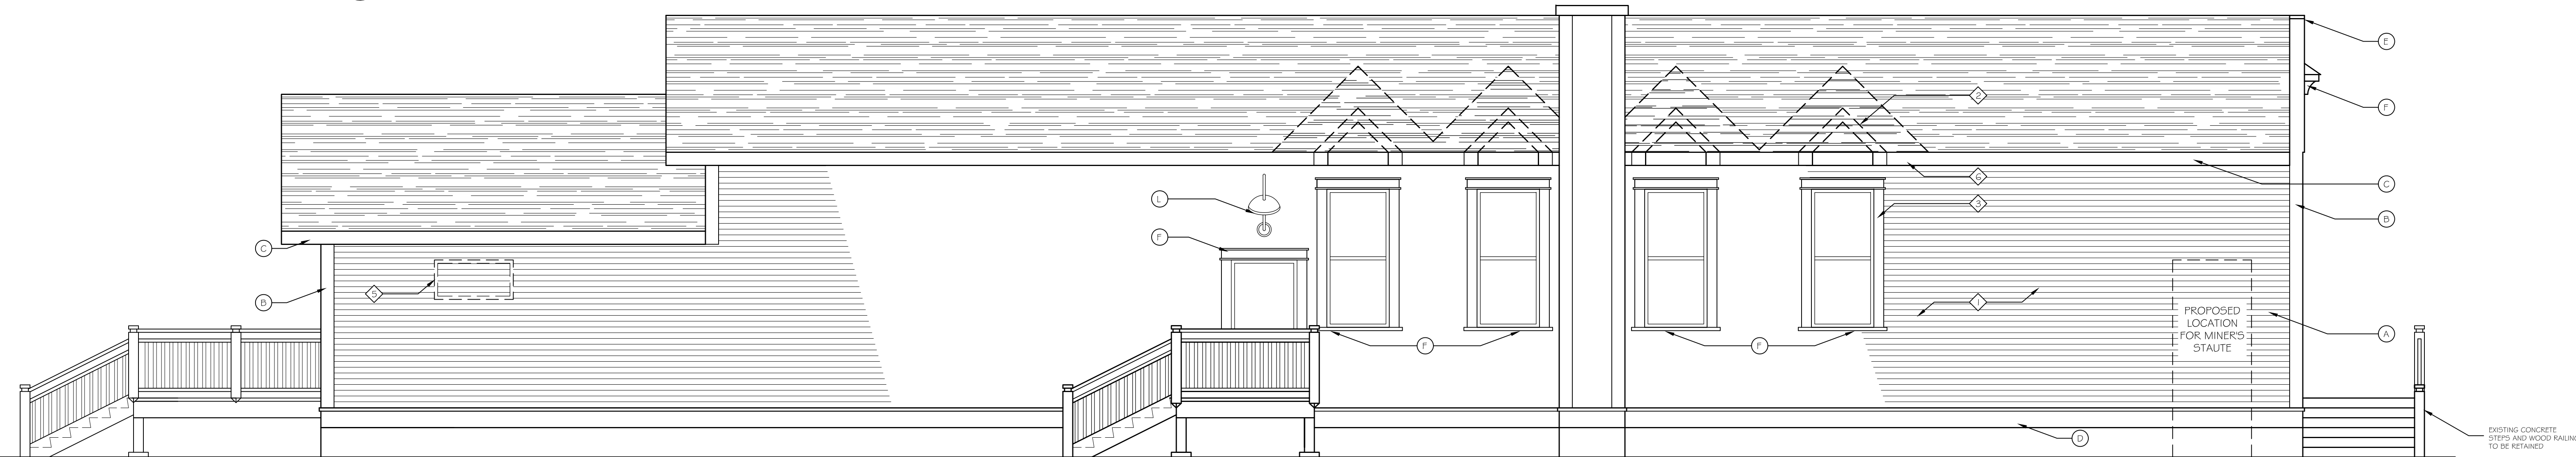 E
2
F
6
C
L
3
B
F
C
5
B
1
PROPOSED
LOCATION
FOR MINER'S
STAUTE
A
F
F
D
EXISTING CONCRETE
STEPS AND WOOD RAILING
TO BE RETAINED